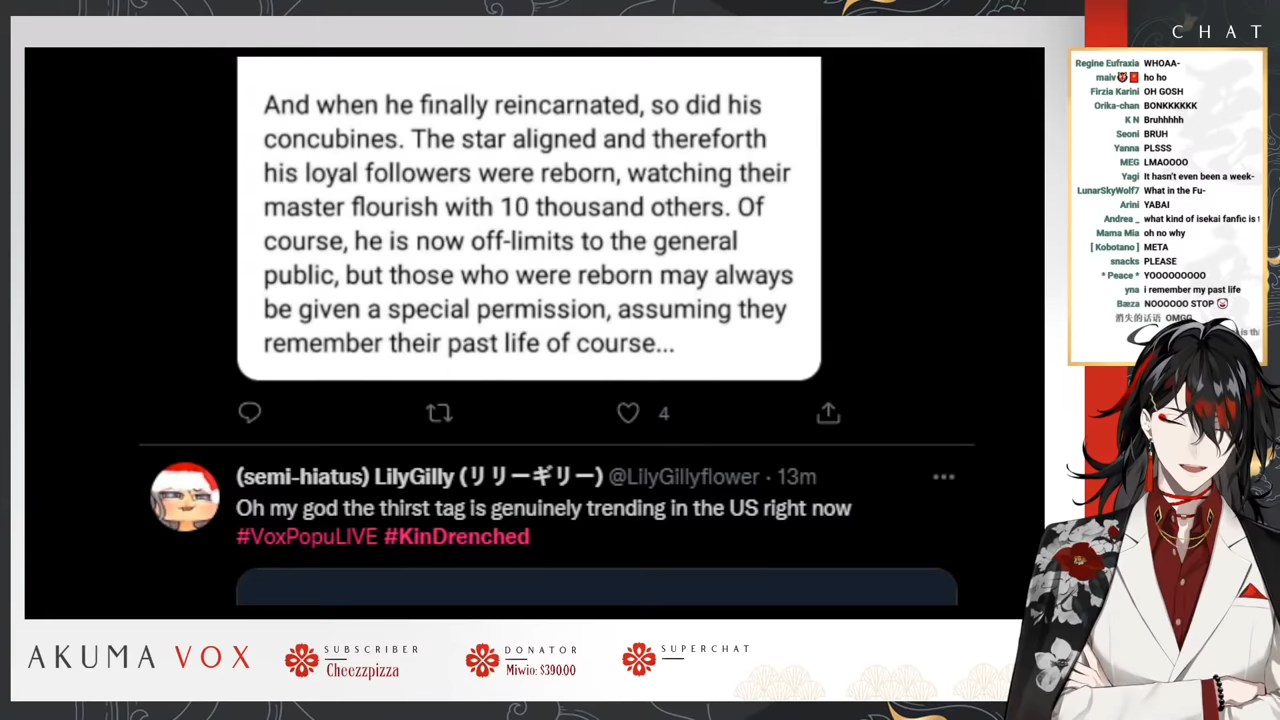 CHAT
And when he finally reincarnated, so did his
concubines. The star aligned and thereforth
his loyal followers were reborn, watching their
master flourish with 10 thousand others. Of
course, he is now off-limits to the general
public, but those who were reborn may always
be given a special permission, assuming they
remember their past life of course...
4
(semi-hiatus) LilyGilly (リリーギリー) @LilyGillyflower · 13m
Oh my god the thirst tag is genuinely trending in the US right now
#VoxPopuLIVE #KinDrenched
Regine Eufraxia WHOAA-
maiv ho ho
Firzia Karini OH GOSH
Orika-chan BONKKKKKK
K N Bruhhhhh
Seoni BRUH
Yanna PLSSS
MEG LMAOOOO
Yagi It hasn't even been a week-
LunarSkyWolf7 What in the Fu-
Arini YABAI
Andrea _ what kind of isekai fanfic is
Mama Mia oh no why
[ Kobotano ] META
snacks PLEASE
* Peace * YOOOOOOOOO
yna i remember my past life
Bæza NOOOOOO STOP
消失的话语 OMGG
AKUMA VOX
SUBSCRIBER
Cheezzpizza
DONATOR
Miwio: $390.00
SUPERCHAT